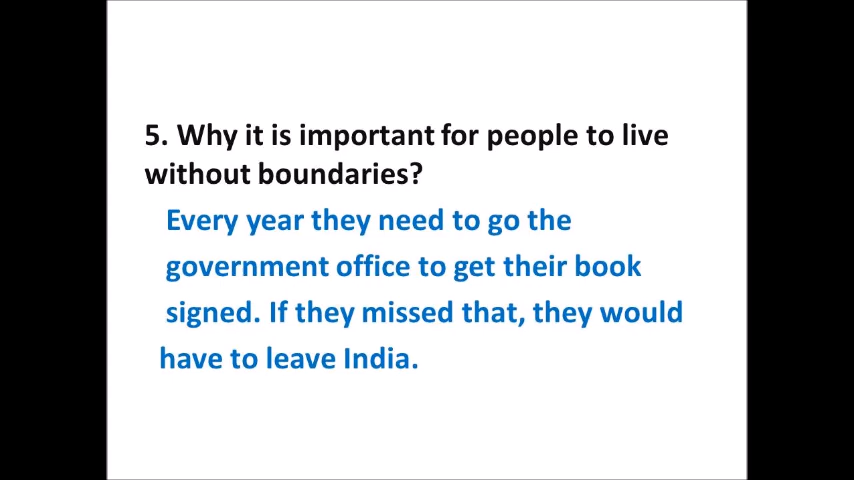 5. Why it is important for people to live
without boundaries?
Every year they need to go the
government office to get their book
signed. If they missed that, they would
have to leave India.